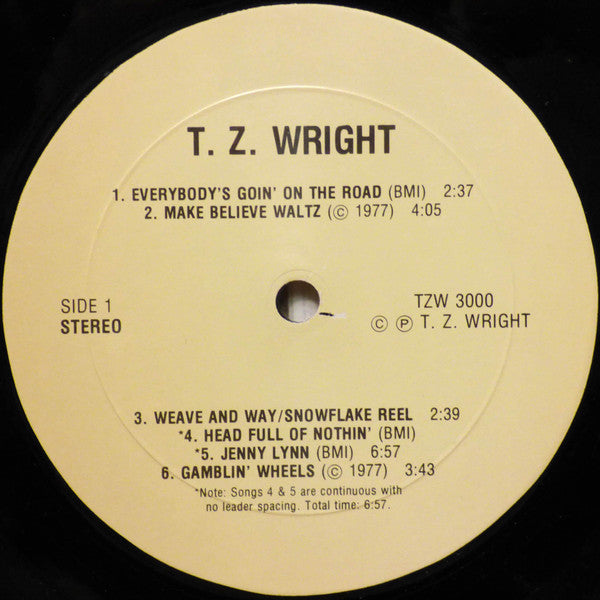 T. Z. WRIGHT
1. EVERYBODY'S GOIN' ON THE ROAD (BMI) 2:37
2. MAKE BELIEVE WALTZ (© 1977) 4:05
SIDE 1
STEREO
TZW 3000
© ℗ T. Z. WRIGHT
3. WEAVE AND WAY/SNOWFLAKE REEL 2:39
*4. HEAD FULL OF NOTHIN' (BMI)
*5. JENNY LYNN (BMI) 6:57
6. GAMBLIN' WHEELS (© 1977) 3:43
*Note: Songs 4 & 5 are continuous with
no leader spacing. Total time: 6:57.